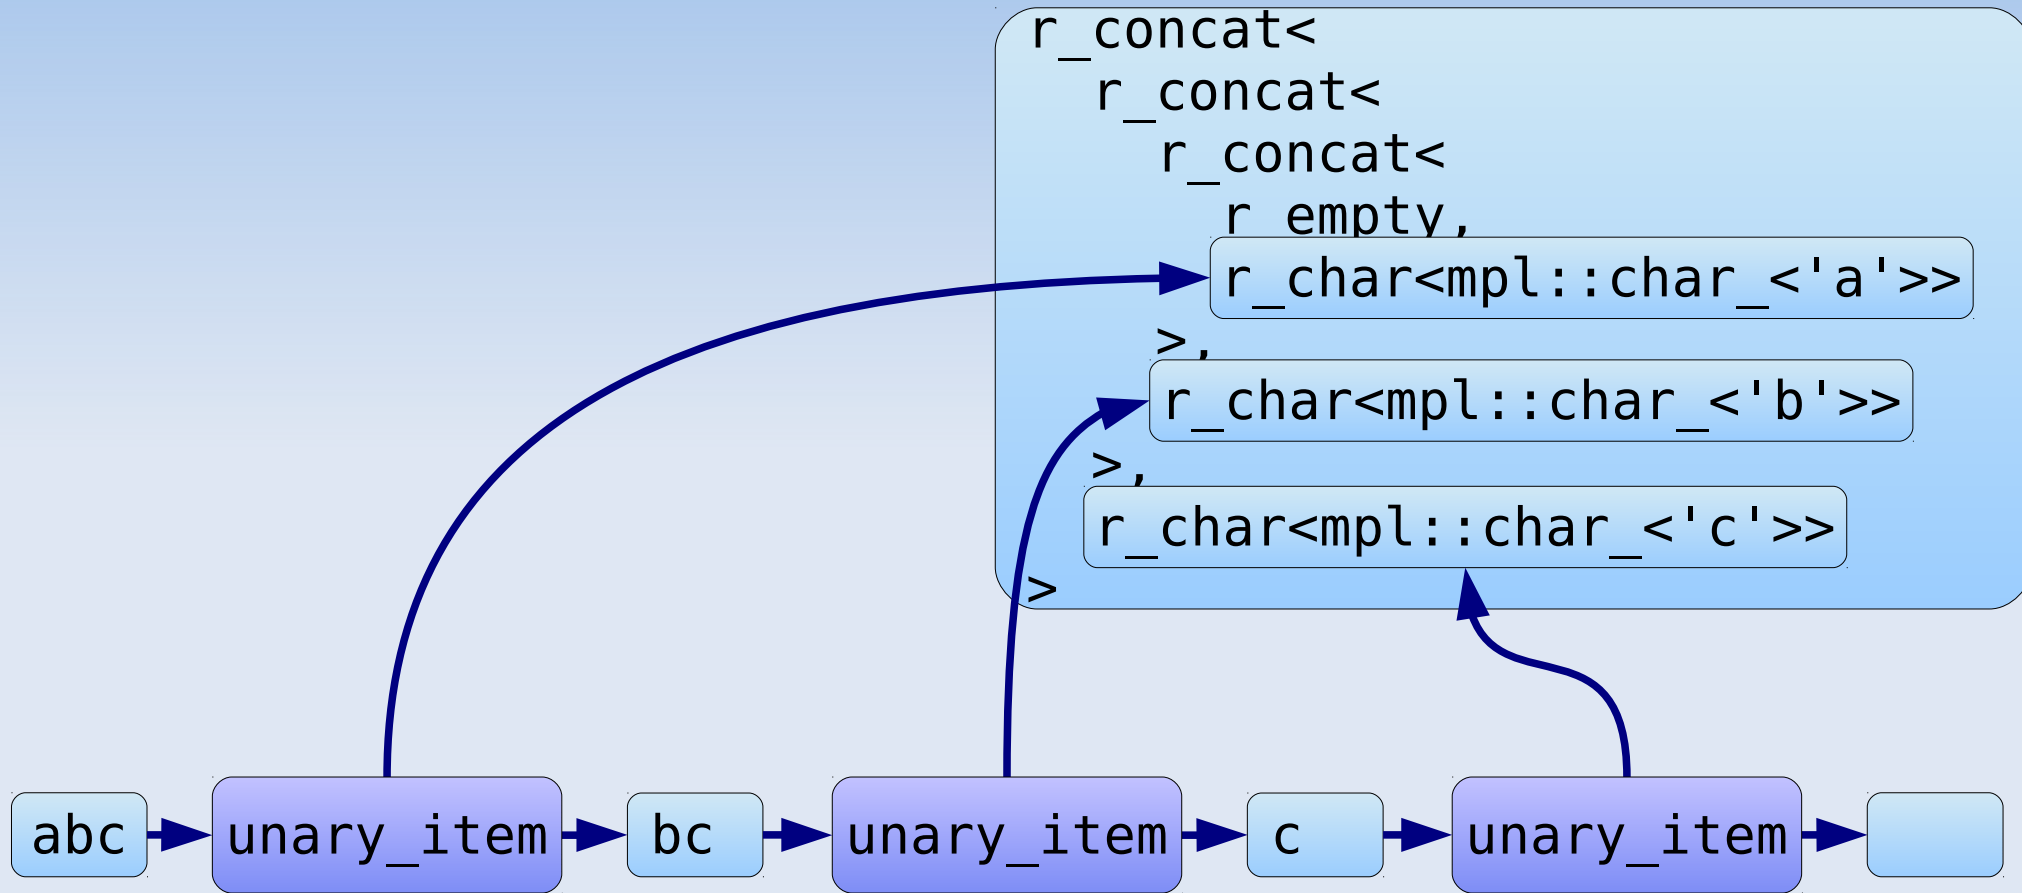 r_concat<
r_concat<
r_concat<
r_empty,
r_char<mpl::char_<'a'>>
>,
r_char<mpl::char_<'b'>>
>,
r_char<mpl::char_<'c'>>
>
abc unary_item bc unary_item c unary_item